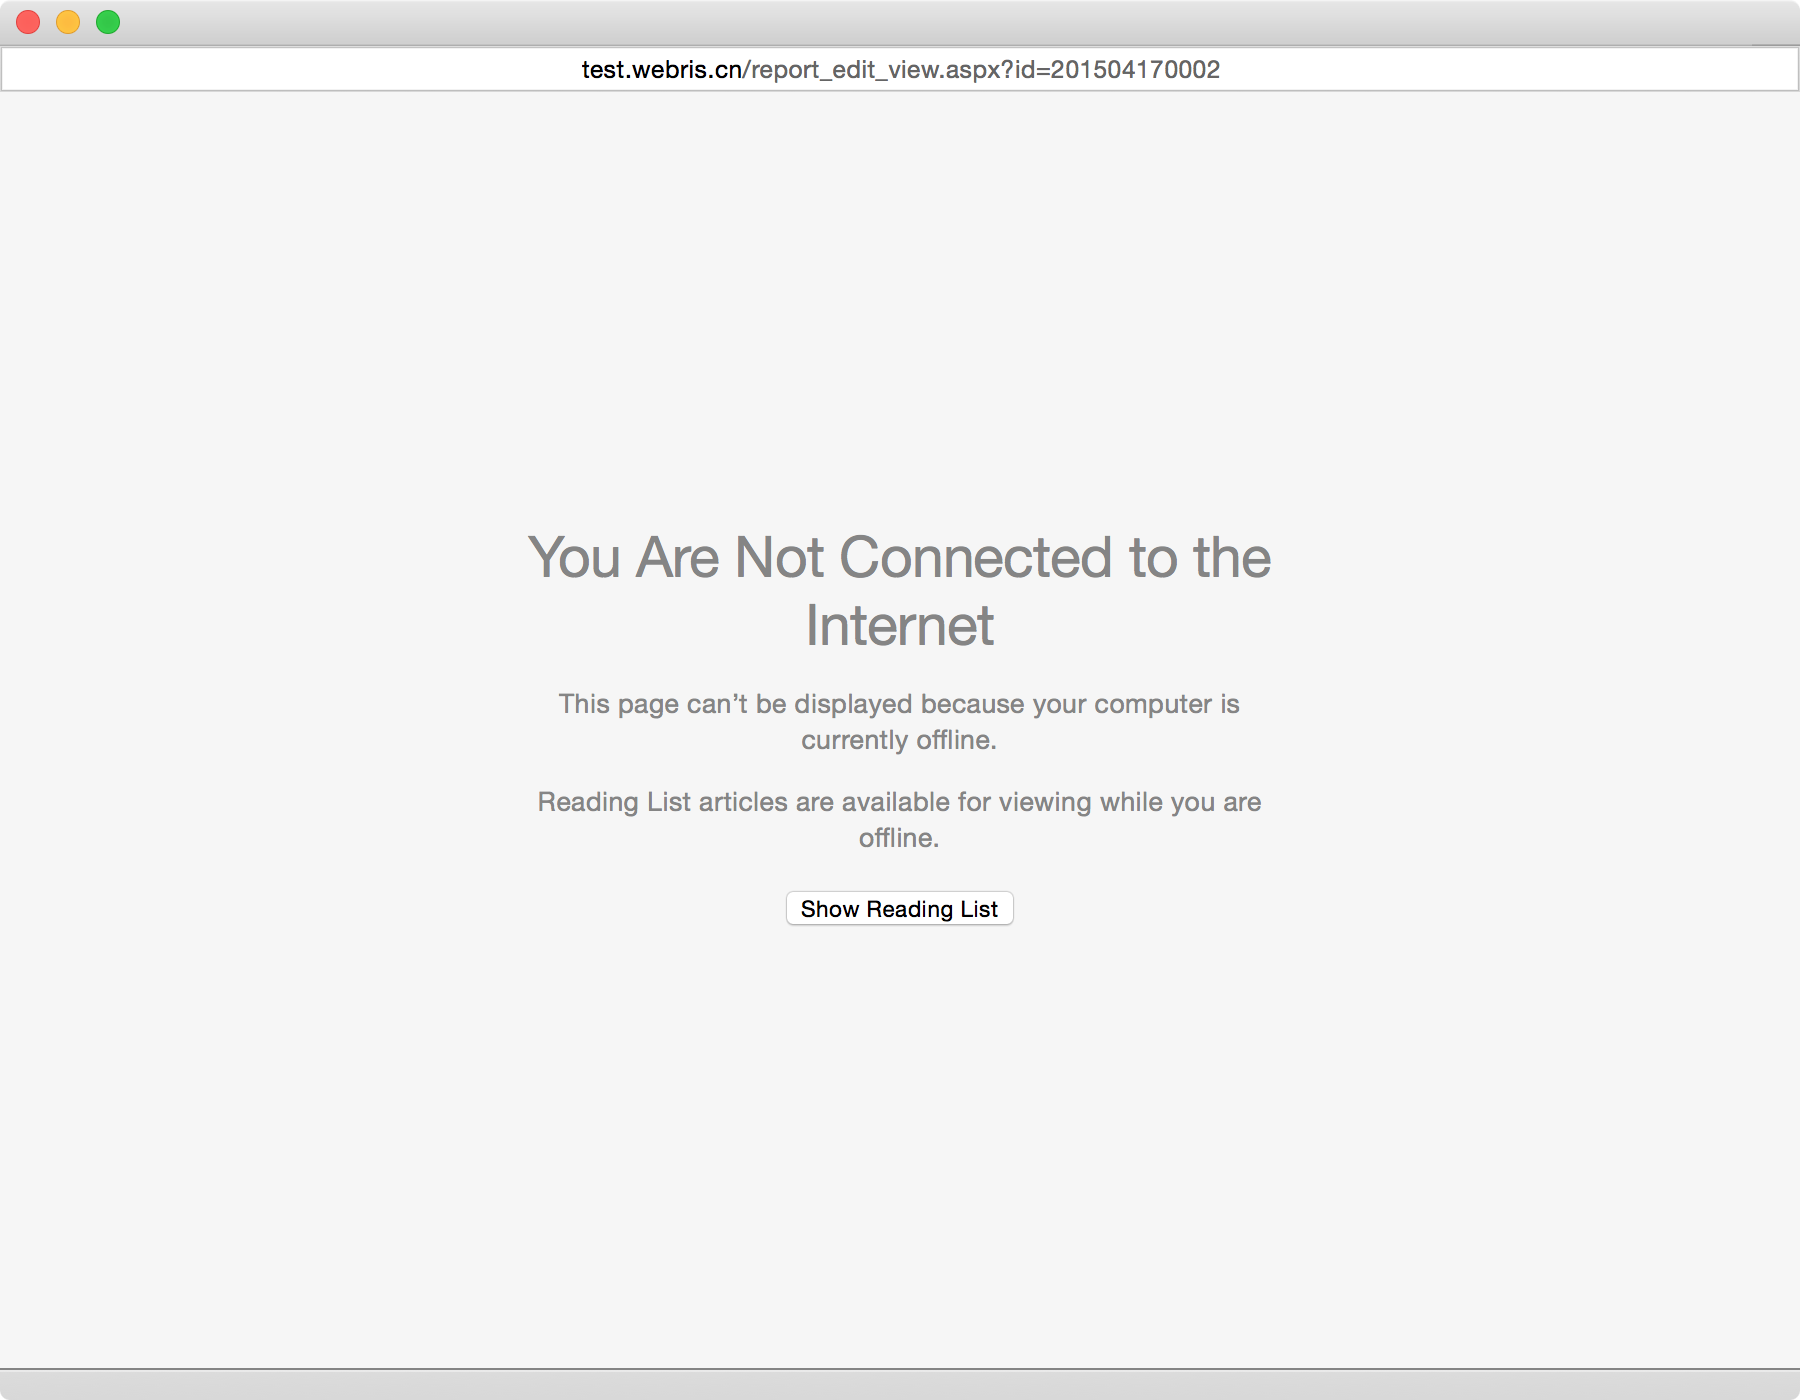 test.webris.cn/report_edit_view.aspx?id=201504170002
You Are Not Connected to the
Internet
This page can’t be displayed because your computer is
currently offline.
Reading List articles are available for viewing while you are
offline.
Show Reading List